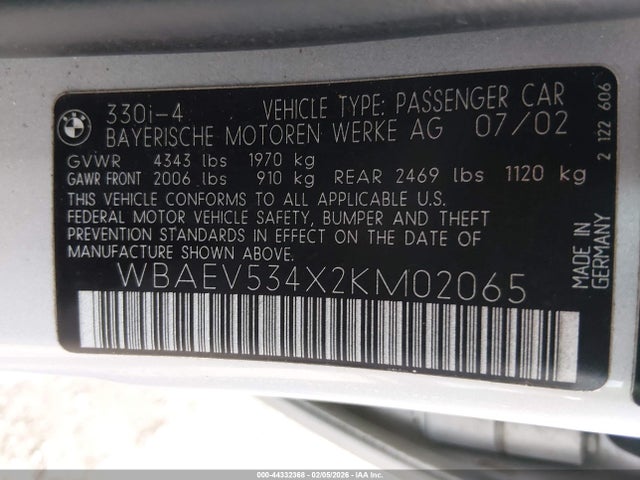 BMW
330i-4 VEHICLE TYPE: PASSENGER CAR
BAYERISCHE MOTOREN WERKE AG 07/02
GVWR 4343 lbs 1970 kg
GAWR FRONT 2006 lbs 910 kg REAR 2469 lbs 1120 kg
THIS VEHICLE CONFORMS TO ALL APPLICABLE U.S.
FEDERAL MOTOR VEHICLE SAFETY, BUMPER AND THEFT
PREVENTION STANDARDS IN EFFECT ON THE DATE OF
MANUFACTURE SHOWN ABOVE.
WBAEV534X2KM02065
MADE IN
GERMANY
2 122 606
000-44332368 - 02/05/2026 - IAA Inc.